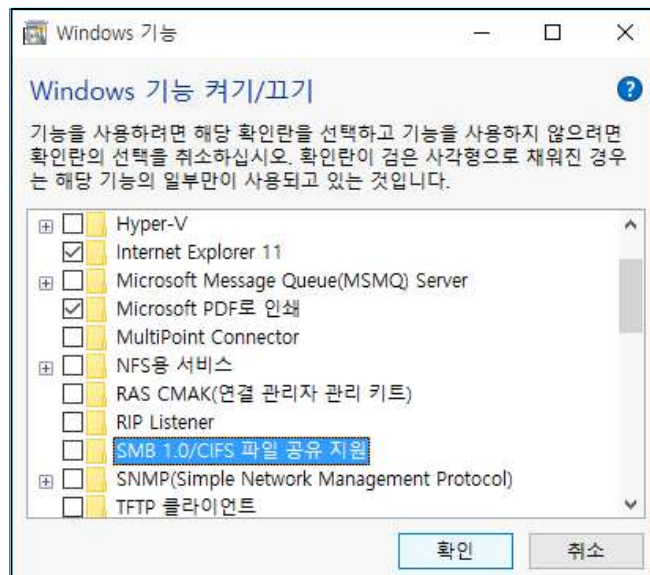 Windows 기능
Windows 기능 켜기/끄기
기능을 사용하려면 해당 확인란을 선택하고 기능을 사용하지 않으려면
확인란의 선택을 취소하십시오. 확인란이 검은 사각형으로 채워진 경우
는 해당 기능의 일부만이 사용되고 있는 것입니다.
Hyper-V
Internet Explorer 11
Microsoft Message Queue(MSMQ) Server
Microsoft PDF로 인쇄
MultiPoint Connector
NFS용 서비스
RAS CMAK(연결 관리자 관리 키트)
RIP Listener
SMB 1.0/CIFS 파일 공유 지원
SNMP(Simple Network Management Protocol)
TFTP 클라이언트
확인 취소